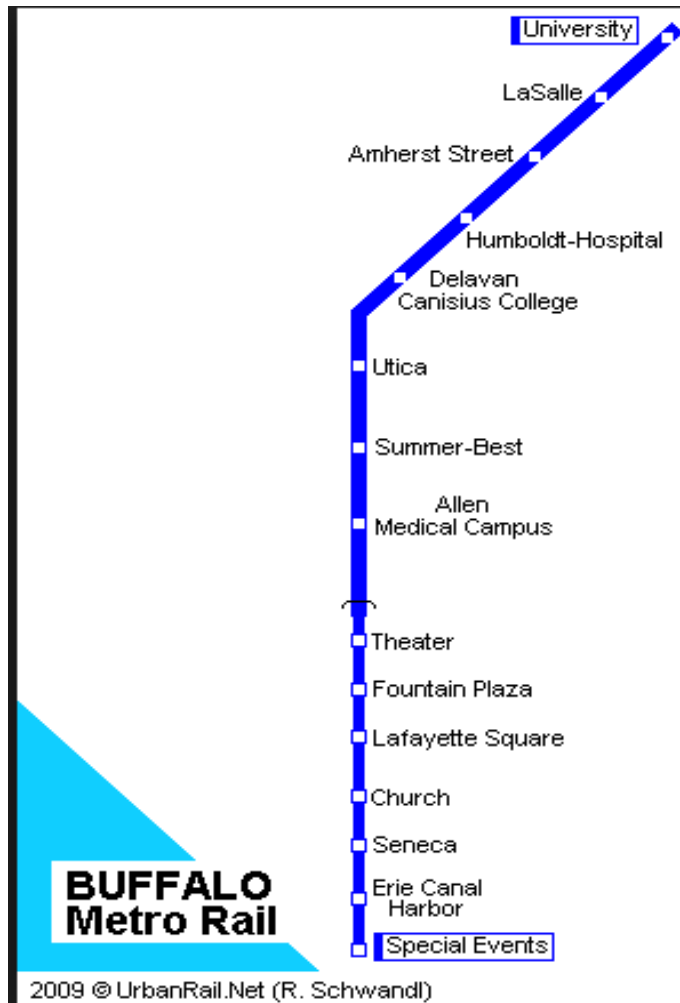 University
LaSalle
Amherst Street
Humboldt-Hospital
Delavan
Canisius College
Utica
Summer-Best
Allen
Medical Campus
Theater
Fountain Plaza
Lafayette Square
Church
Seneca
Erie Canal
Harbor
Special Events
BUFFALO
Metro Rail
2009 © UrbanRail.Net (R. Schwandl)